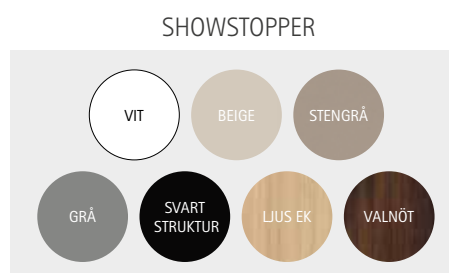 SHOWSTOPPER
VIT
BEIGE
STENGRÅ
GRÅ
SVART
STRUKTUR
LJUS EK
VALNÖT